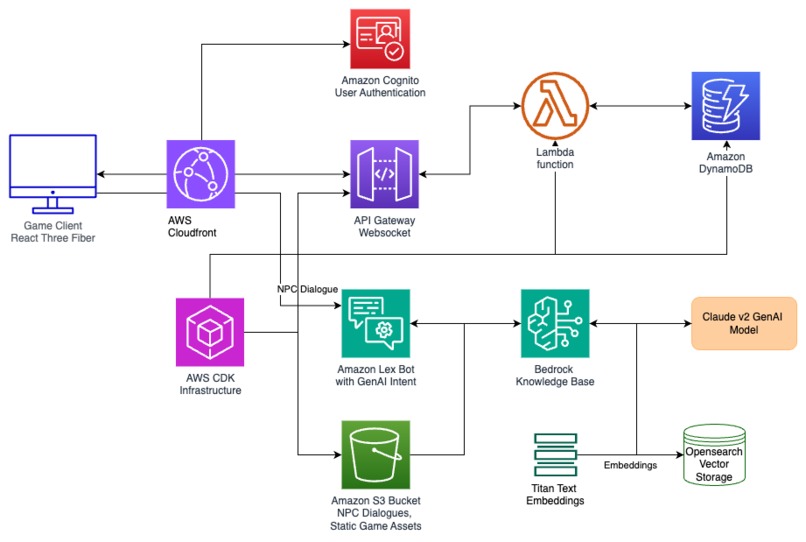 Amazon Cognito
User Authentication
Lambda
function
Amazon
DynamoDB
Game Client
React Three Fiber
AWS
Cloudfront
API Gateway
Websocket
NPC Dialogue
AWS CDK
Infrastructure
Amazon Lex Bot
with GenAI Intent
Bedrock
Knowledge Base
Claude v2 GenAI
Model
Amazon S3 Bucket
NPC Dialogues,
Static Game Assets
Titan Text
Embeddings
Embeddings
Opensearch
Vector
Storage